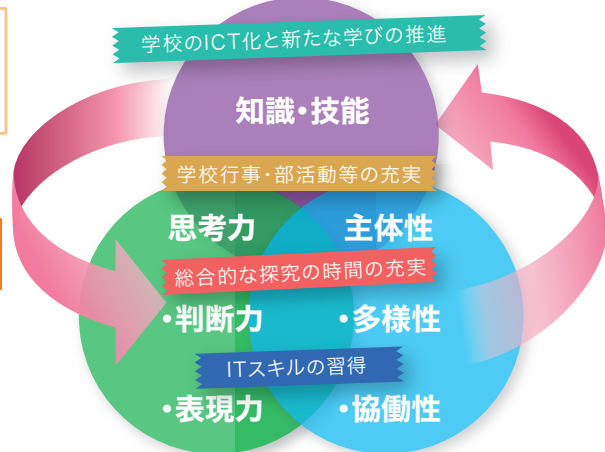 学校のICT化と新たな学びの推進
知識・技能
学校行事・部活動等の充実
思考力 主体性
総合的な探究の時間の充実
・判断力 ・多様性
ITスキルの習得
・表現力 ・協働性